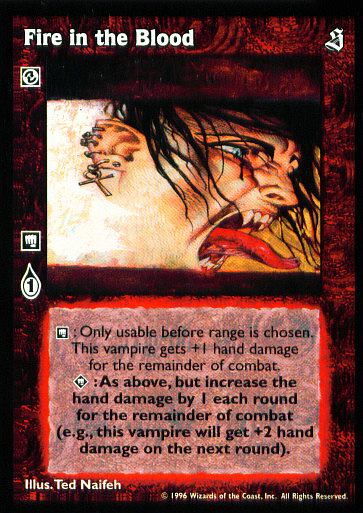 Fire in the Blood
1
: Only usable before range is chosen.
This vampire gets +1 hand damage
for the remainder of combat.
: As above, but increase the
hand damage by 1 each round
for the remainder of combat
(e.g., this vampire will get +2 hand
damage on the next round).
Illus. Ted Naifeh
© 1996 Wizards of the Coast, Inc. All Rights Reserved.